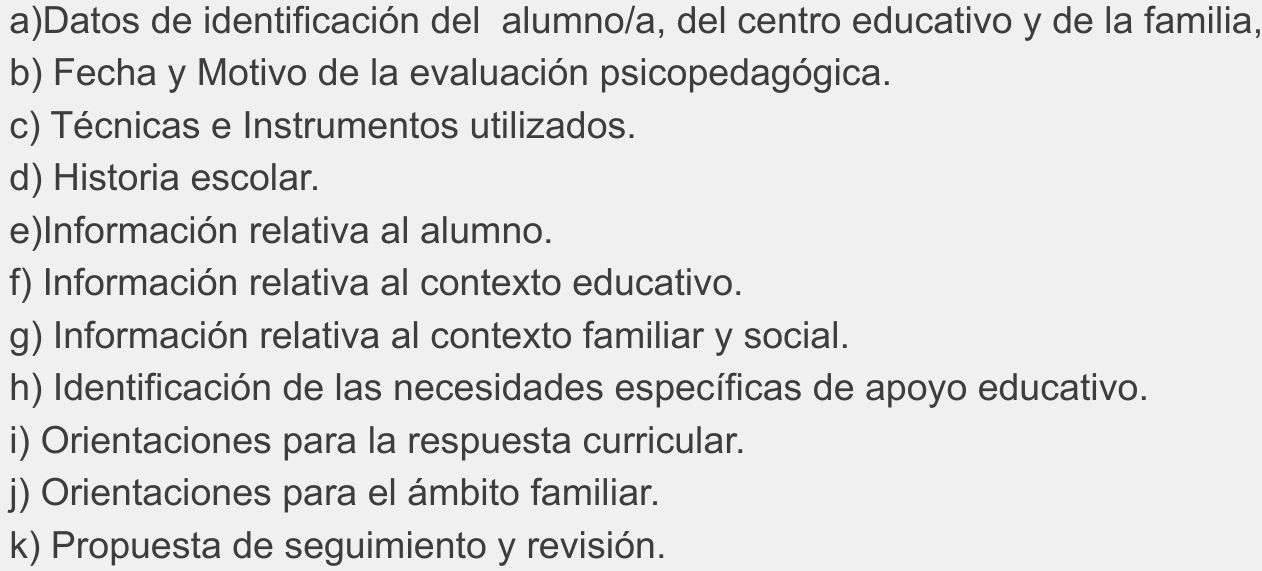 a)Datos de identificación del  alumno/a, del centro educativo y de la familia,
b) Fecha y Motivo de la evaluación psicopedagógica.
c) Técnicas e Instrumentos utilizados.
d) Historia escolar.
e)Información relativa al alumno.
f) Información relativa al contexto educativo.
g) Información relativa al contexto familiar y social.
h) Identificación de las necesidades específicas de apoyo educativo.
i) Orientaciones para la respuesta curricular.
j) Orientaciones para el ámbito familiar.
k) Propuesta de seguimiento y revisión.